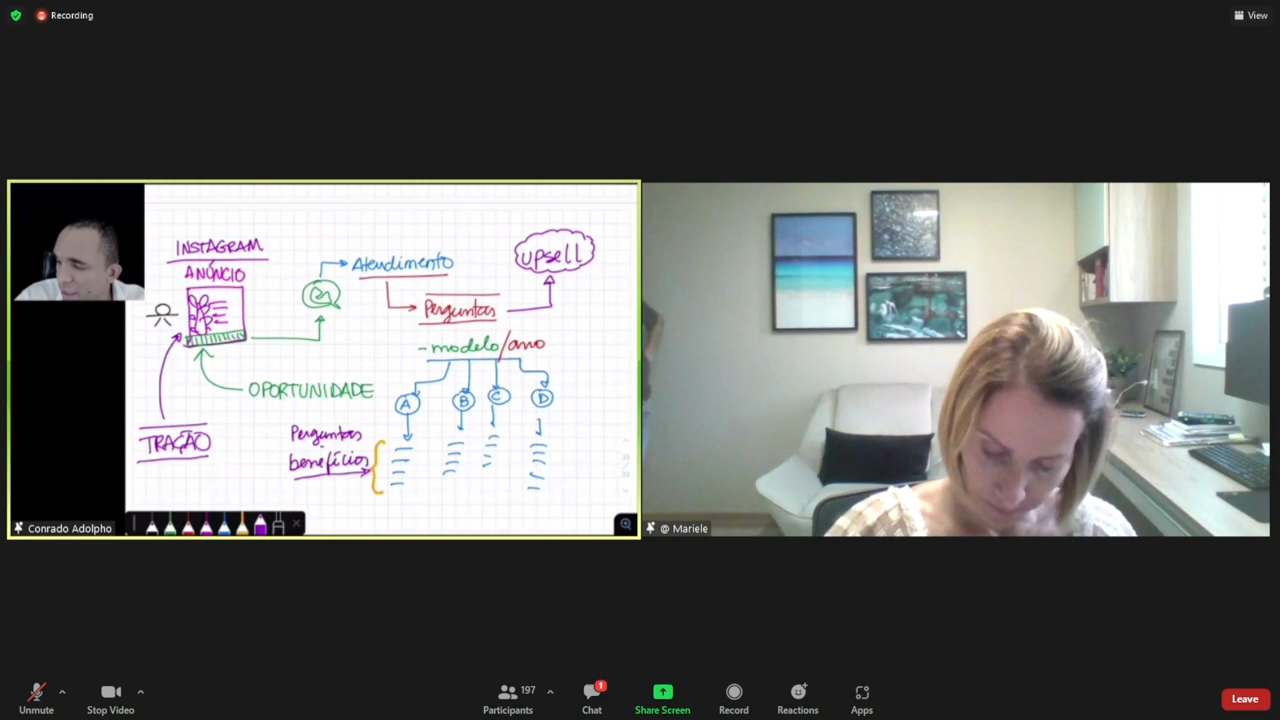 Recording
View
INSTAGRAM
ANÚNCIO
Atendimento
upsell
Perguntas
- modelo/ano
OPORTUNIDADE
A B C D
TRAÇÃO
Perguntas
benefícios
Conrado Adolpho
@ Mariele
Unmute
Stop Video
197
Participants
1
Chat
Share Screen
Record
Reactions
Apps
Leave